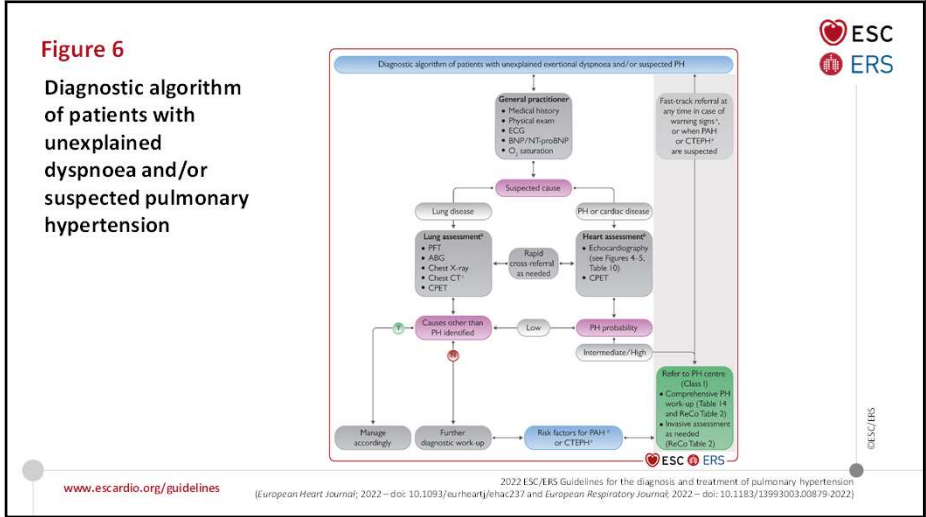 Figure 6
Diagnostic algorithm
of patients with
unexplained
dyspnoea and/or
suspected pulmonary
hypertension
ESC
ERS
Diagnostic algorithm of patients with unexplained exertional dyspnoea and/or suspected PH
General practitioner
• Medical history
• Physical exam
• ECG
• BNP/NT-proBNP
• O₂ saturation
Fast-track referral at
any time in case of
warning signsᵃ,
or when PAH
or CTEPH
are suspected
Suspected cause
Lung disease
PH or cardiac disease
Lung assessmentᵇ
• PFT
• ABG
• Chest X-ray
• Chest CTᶜ
• CPET
Rapid
cross-referral
as needed
Heart assessmentᵇ
• Echocardiography
(see Figures 4-5,
Table 10)
• CPET
Causes other than
PH identified
Low
PH probability
Y
N
Intermediate/High
Refer to PH centre
(Class I)
• Comprehensive PH
work-up (Table 14
and ReCo Table 2)
• Invasive assessment
as needed
(ReCo Table 2)
Manage
accordingly
Further
diagnostic work-up
Risk factors for PAH
or CTEPH
ESC ERS
©ESC/ERS
www.escardio.org/guidelines
2022 ESC/ERS Guidelines for the diagnosis and treatment of pulmonary hypertension
(European Heart Journal; 2022 – doi: 10.1093/eurheartj/ehac237 and European Respiratory Journal; 2022 – doi: 10.1183/13993003.00879-2022)